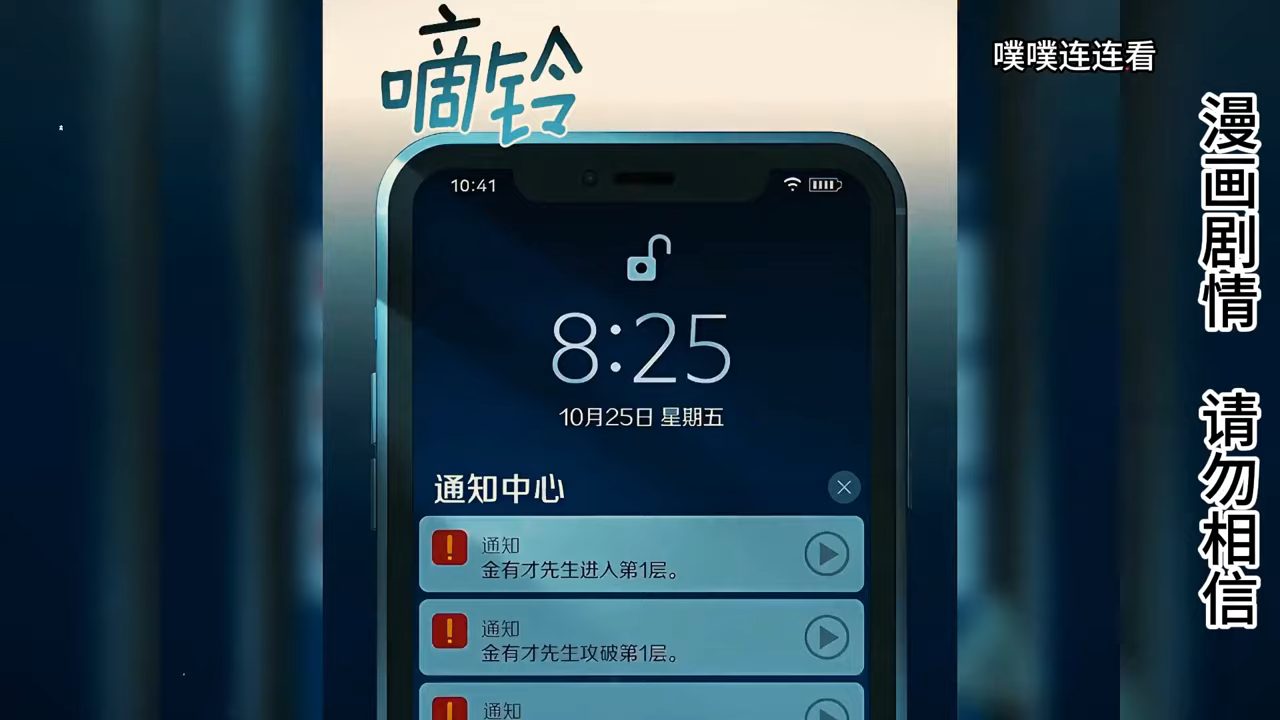 嘀铃
噗噗连连看
漫画剧情 请勿相信
10:41
8:25
10月25日 星期五
通知中心
通知
金有才先生进入第1层。
通知
金有才先生攻破第1层。
通知